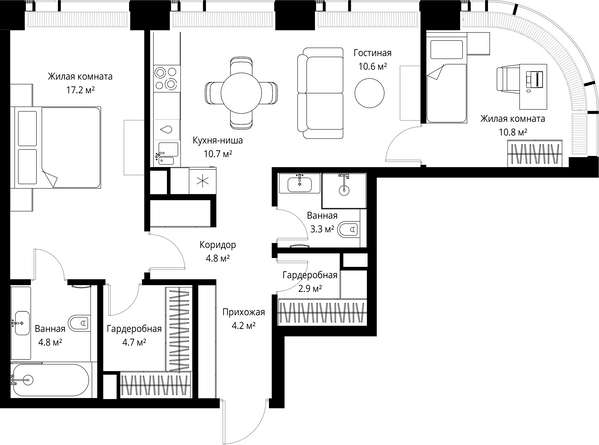 Жилая комната
17.2 м²
Гостиная
10.6 м²
Жилая комната
10.8 м²
Кухня-ниша
10.7 м²
Ванная
3.3 м²
Коридор
4.8 м²
Гардеробная
2.9 м²
Прихожая
4.2 м²
Ванная
4.8 м²
Гардеробная
4.7 м²